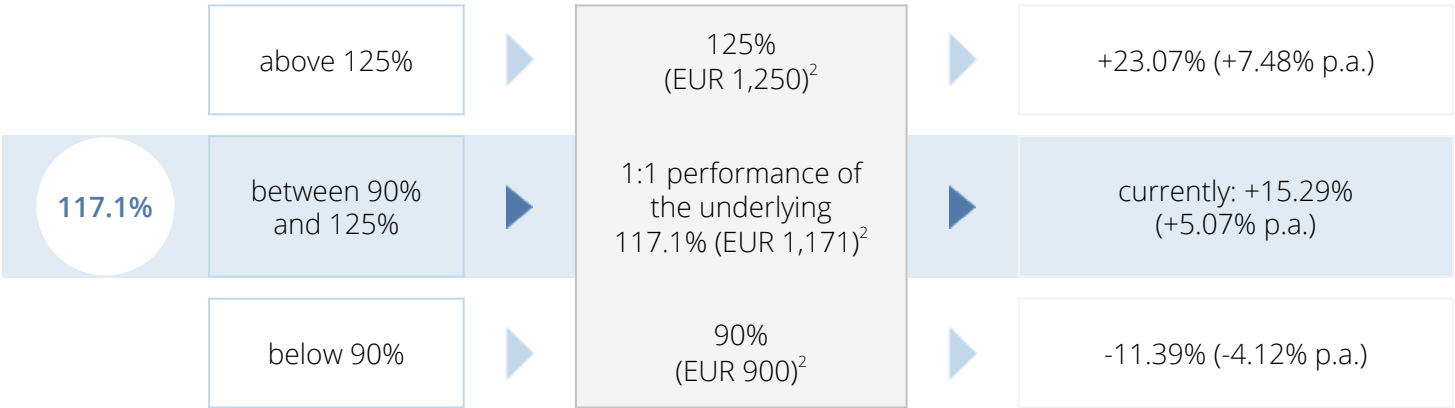 above 125%
125%
(EUR 1,250)2
+23.07% (+7.48% p.a.)
117.1%
between 90%
and 125%
1:1 performance of
the underlying
117.1% (EUR 1,171)2
currently: +15.29%
(+5.07% p.a.)
below 90%
90%
(EUR 900)2
-11.39% (-4.12% p.a.)